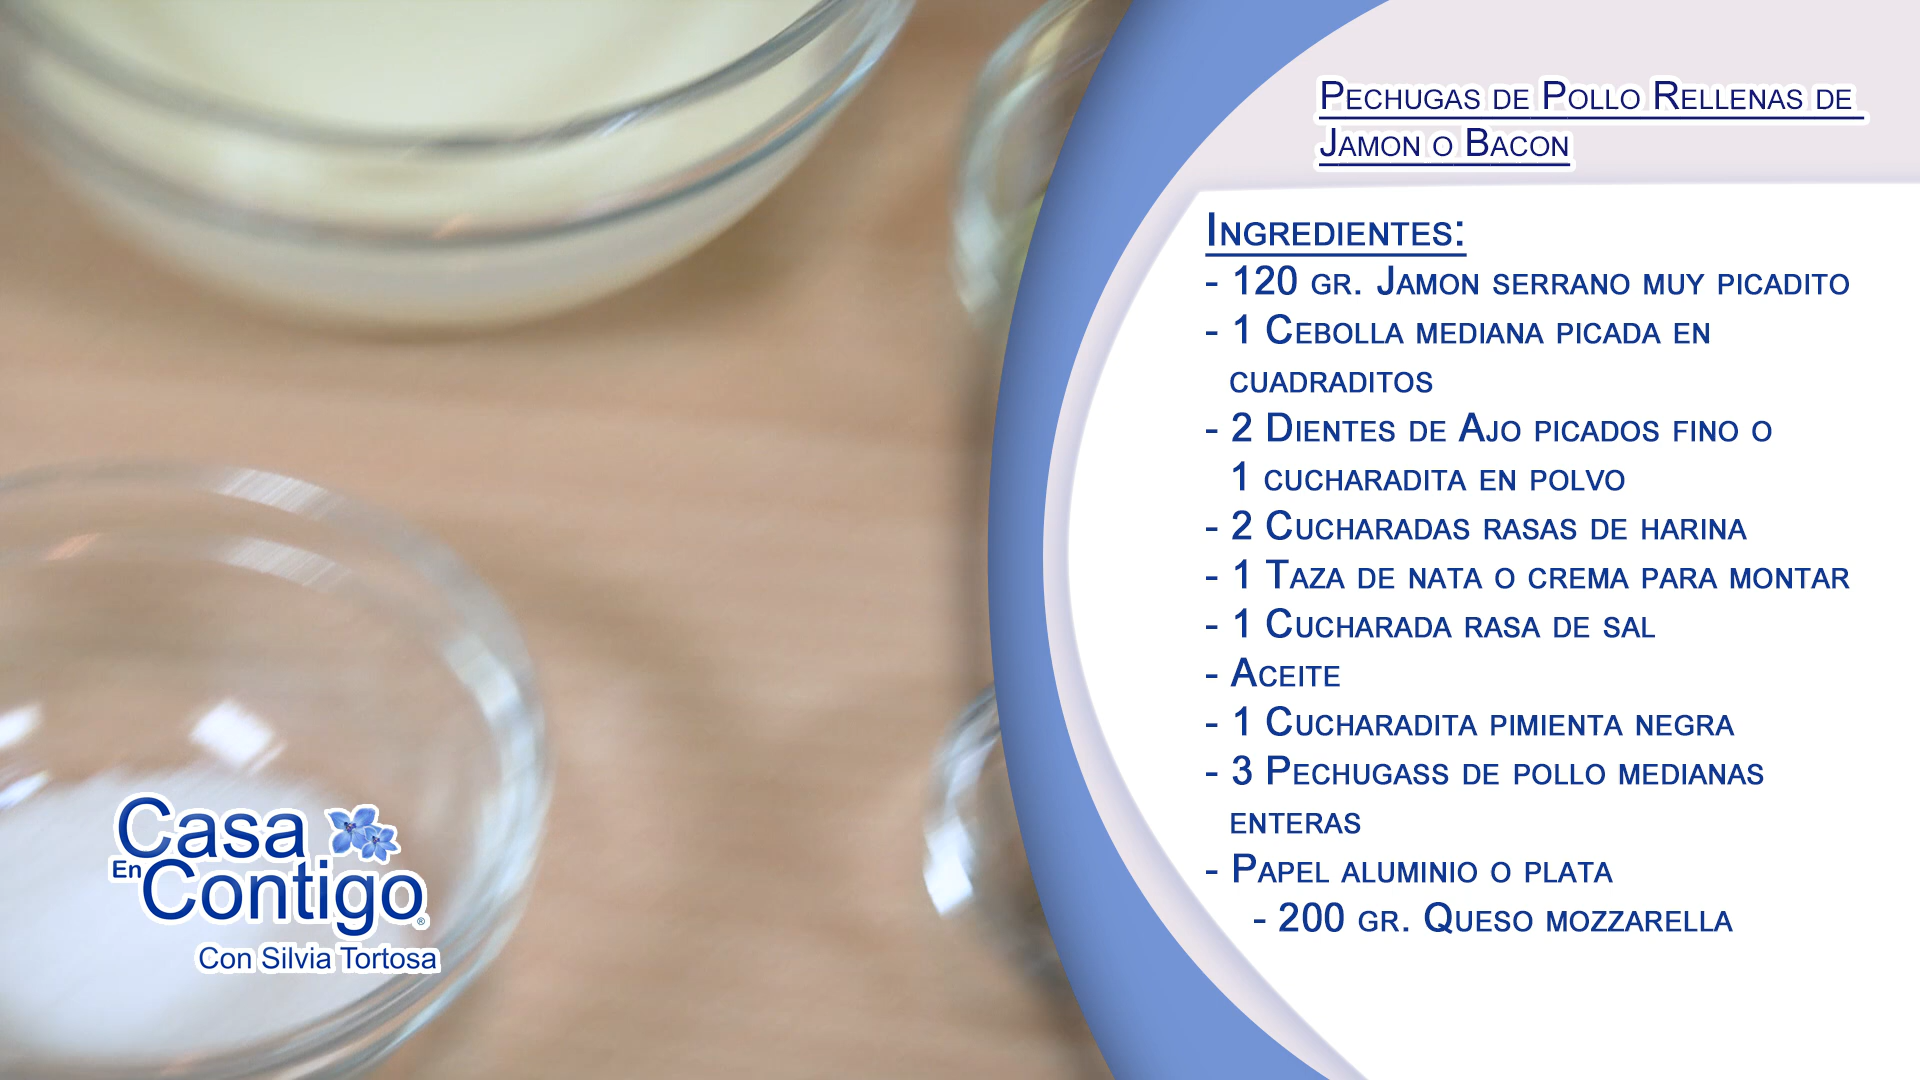 Pechugas de Pollo Rellenas de
Jamon o Bacon
Ingredientes:
- 120 gr. Jamon serrano muy picadito
- 1 Cebolla mediana picada en
cuadraditos
- 2 Dientes de Ajo picados fino o
1 cucharadita en polvo
- 2 Cucharadas rasas de harina
- 1 Taza de nata o crema para montar
- 1 Cucharada rasa de sal
- Aceite
- 1 Cucharadita pimienta negra
- 3 Pechugass de pollo medianas
enteras
- Papel aluminio o plata
- 200 gr. Queso mozzarella
Casa
En Contigo®
Con Silvia Tortosa